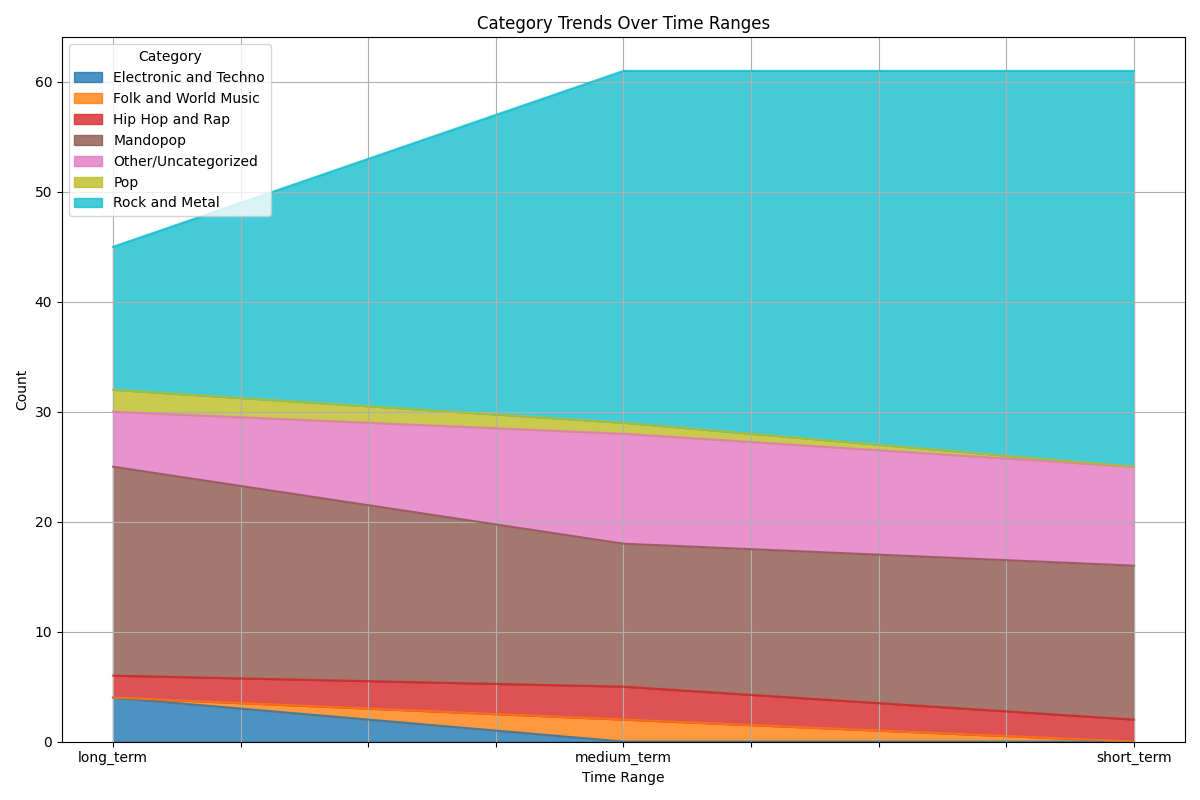 Category Trends Over Time Ranges
Category
Electronic and Techno
Folk and World Music
Hip Hop and Rap
Mandopop
Other/Uncategorized
Pop
Rock and Metal
Count
60
50
40
30
20
10
0
long_term medium_term short_term
Time Range